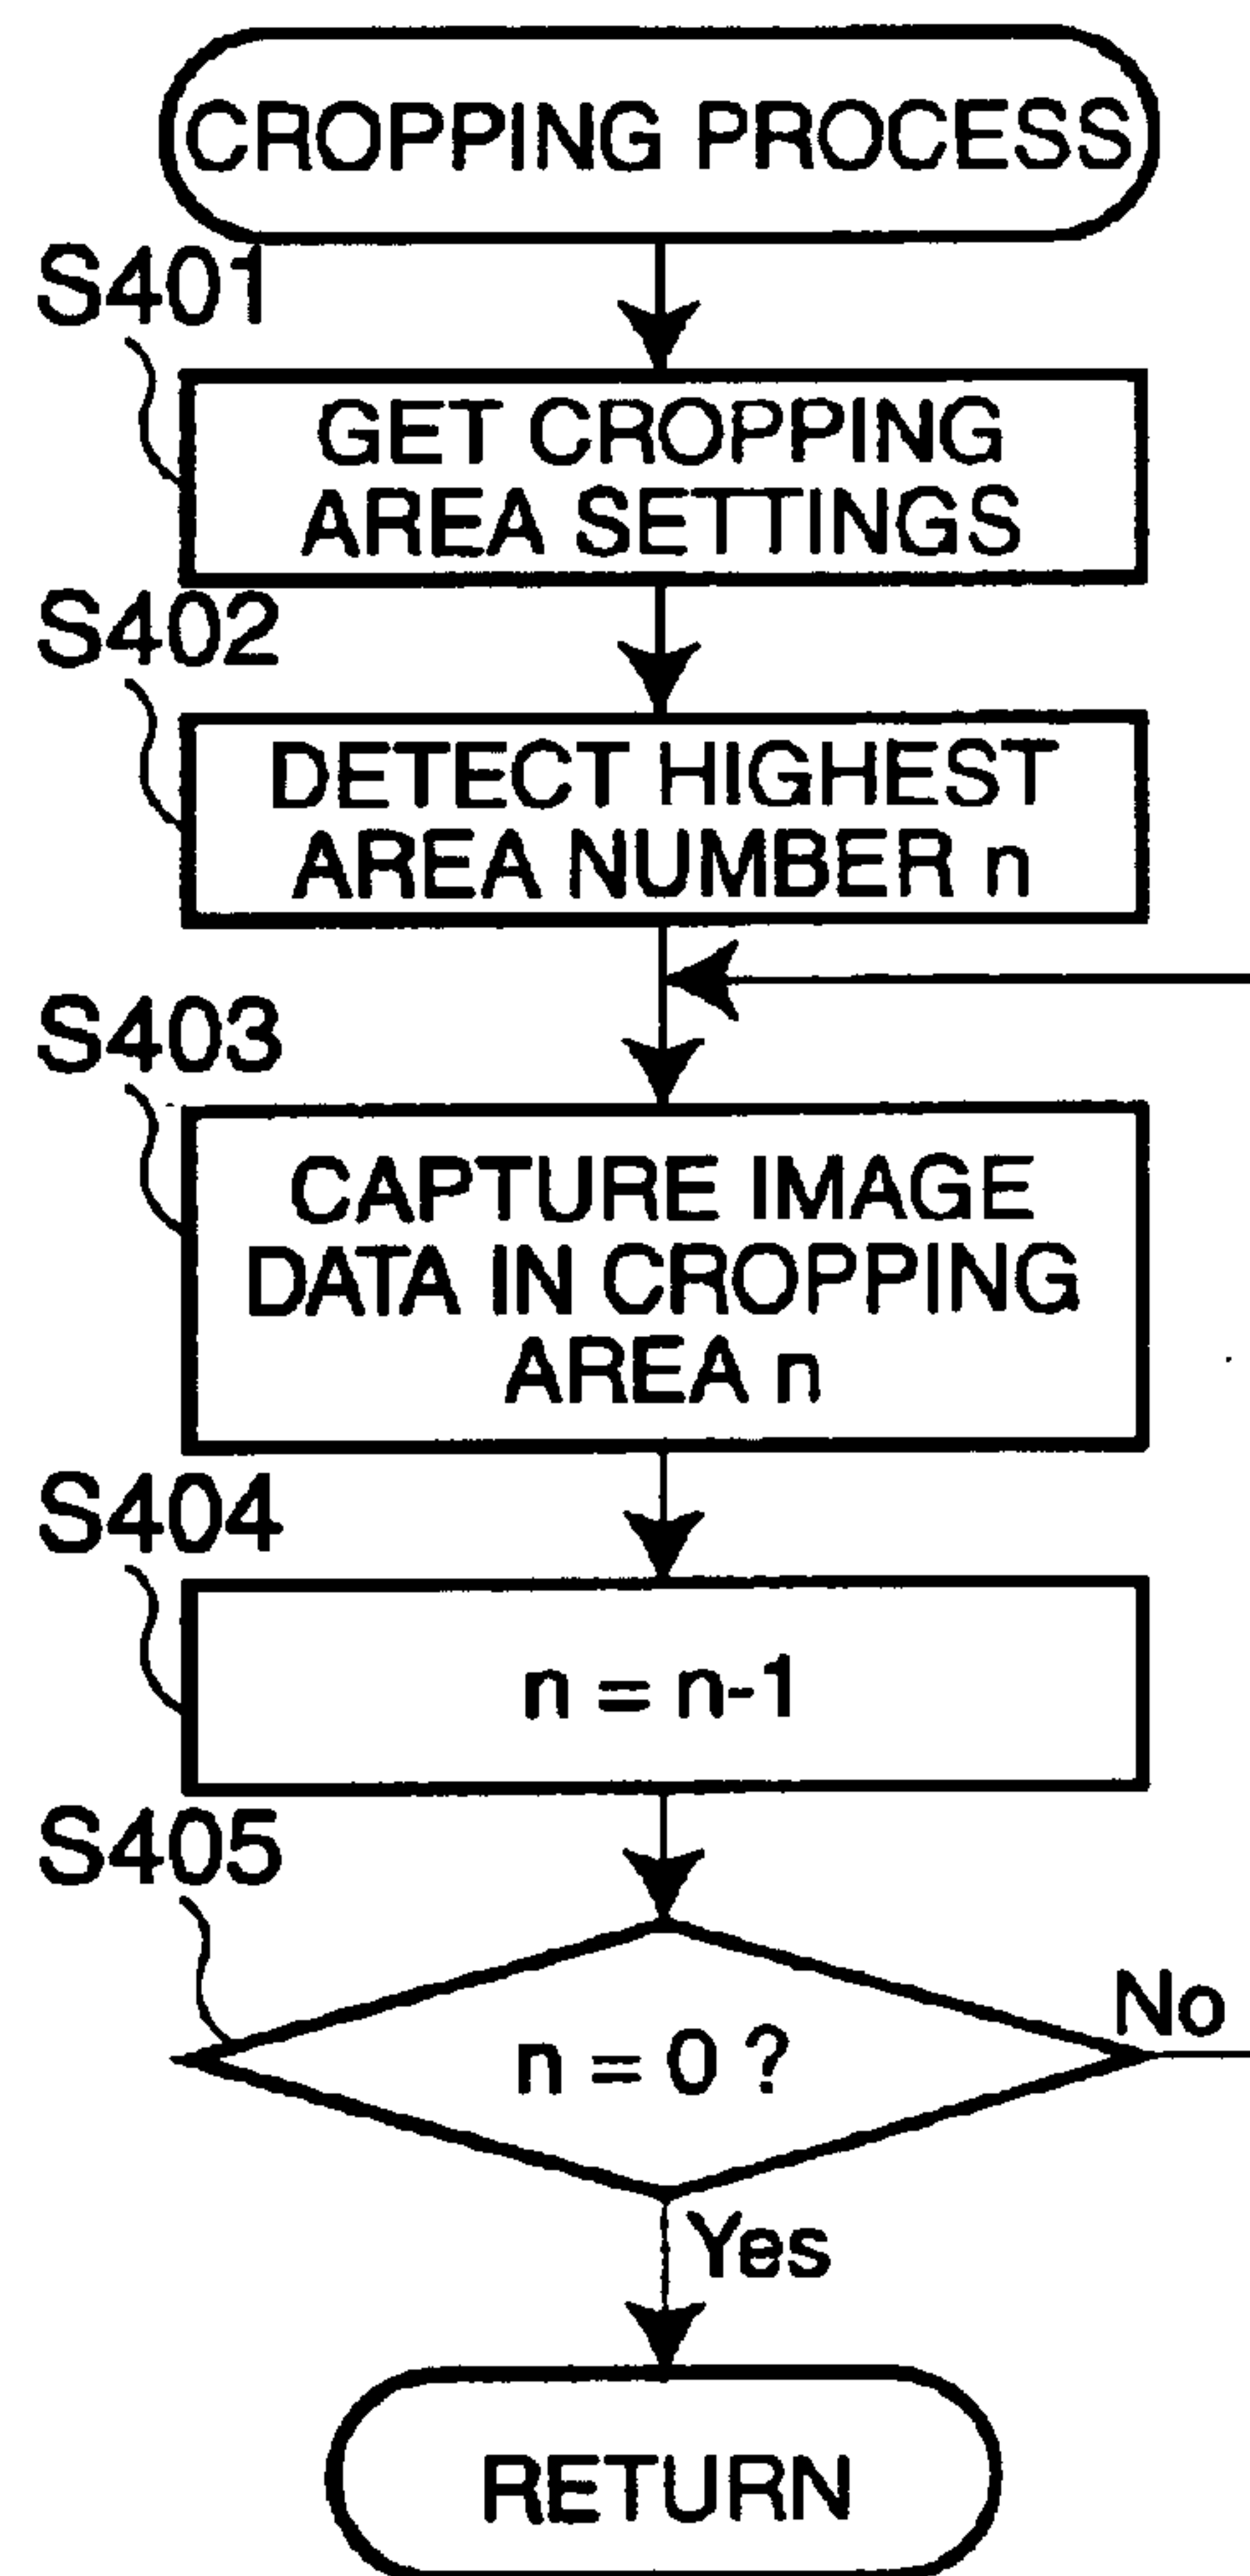 CROPPING PROCESS
S401
GET CROPPING
AREA SETTINGS
S402
DETECT HIGHEST
AREA NUMBER n
S403
CAPTURE IMAGE
DATA IN CROPPING
AREA n
S404
n = n-1
S405
n = 0 ?
No
Yes
RETURN